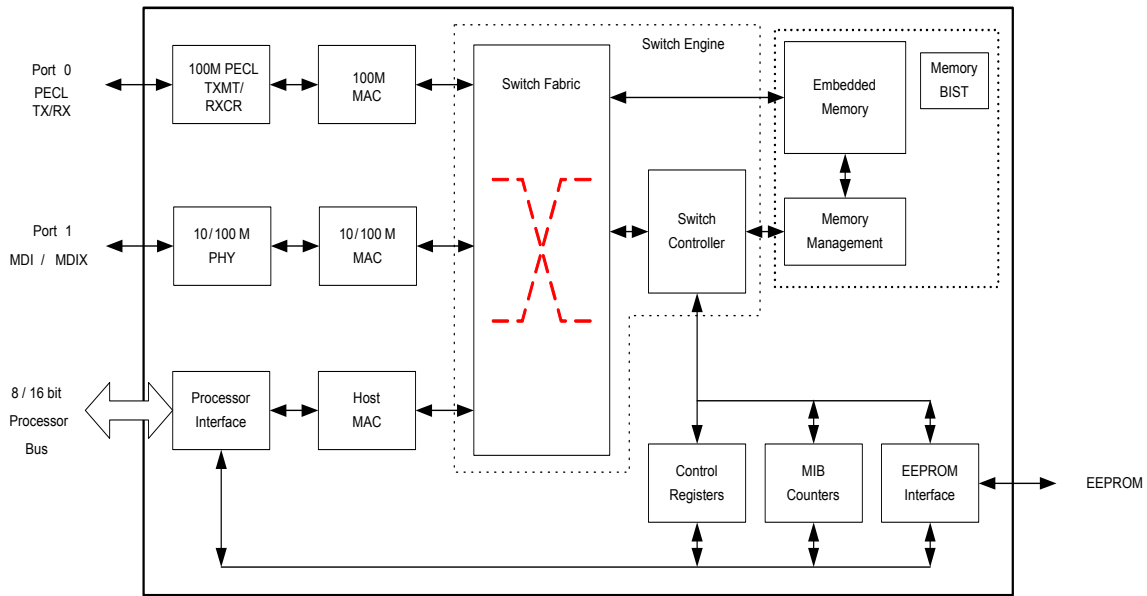 Port 0
PECL
TX/RX
100M PECL
TXMT/
RXCR
100M
MAC
Switch Fabric
Switch Engine
Embedded
Memory
Memory
BIST
Port 1
MDI / MDIX
10/100 M
PHY
10/100 M
MAC
Switch
Controller
Memory
Management
8 / 16 bit
Processor
Bus
Processor
Interface
Host
MAC
Control
Registers
MIB
Counters
EEPROM
Interface
EEPROM